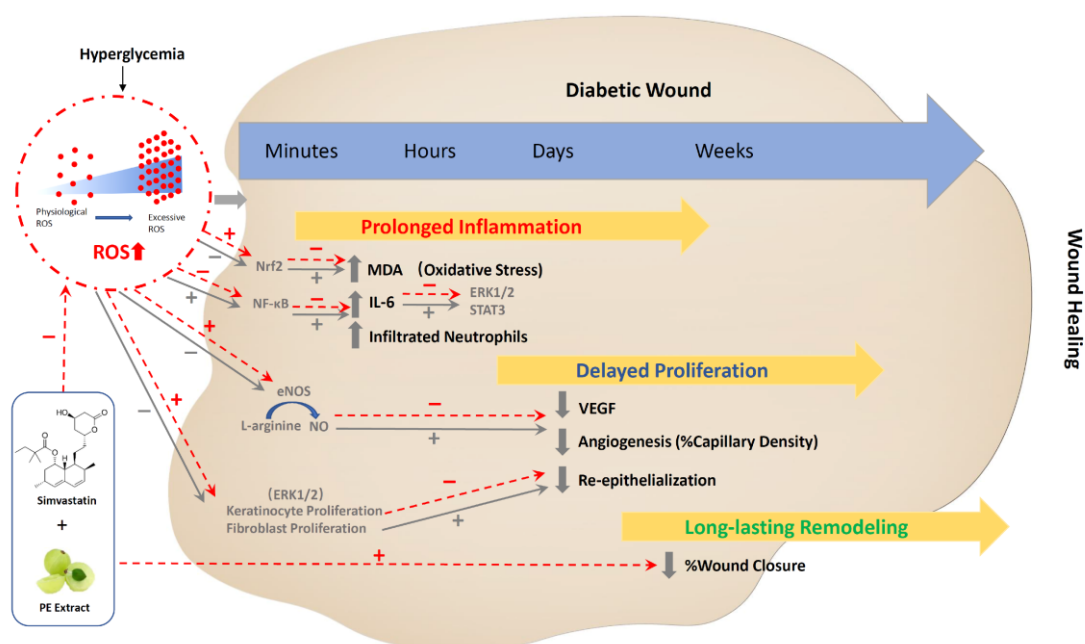 Hyperglycemia
Physiological
ROS
Excessive
ROS
ROS
Diabetic Wound
Minutes Hours Days Weeks
Prolonged Inflammation
+
−
−
+
Nrf2
MDA (Oxidative Stress)
−
+
−
+
NF-κB
IL-6
−
+
ERK1/2
STAT3
Infiltrated Neutrophils
+
−
Delayed Proliferation
eNOS
L-arginine NO
−
+
VEGF
Angiogenesis (%Capillary Density)
+
−
−
+
Re-epithelialization
(ERK1/2)
Keratinocyte Proliferation
Fibroblast Proliferation
Long-lasting Remodeling
+
%Wound Closure
−
HO
O
O
O
O
H
Simvastatin
+
PE Extract
Wound Healing